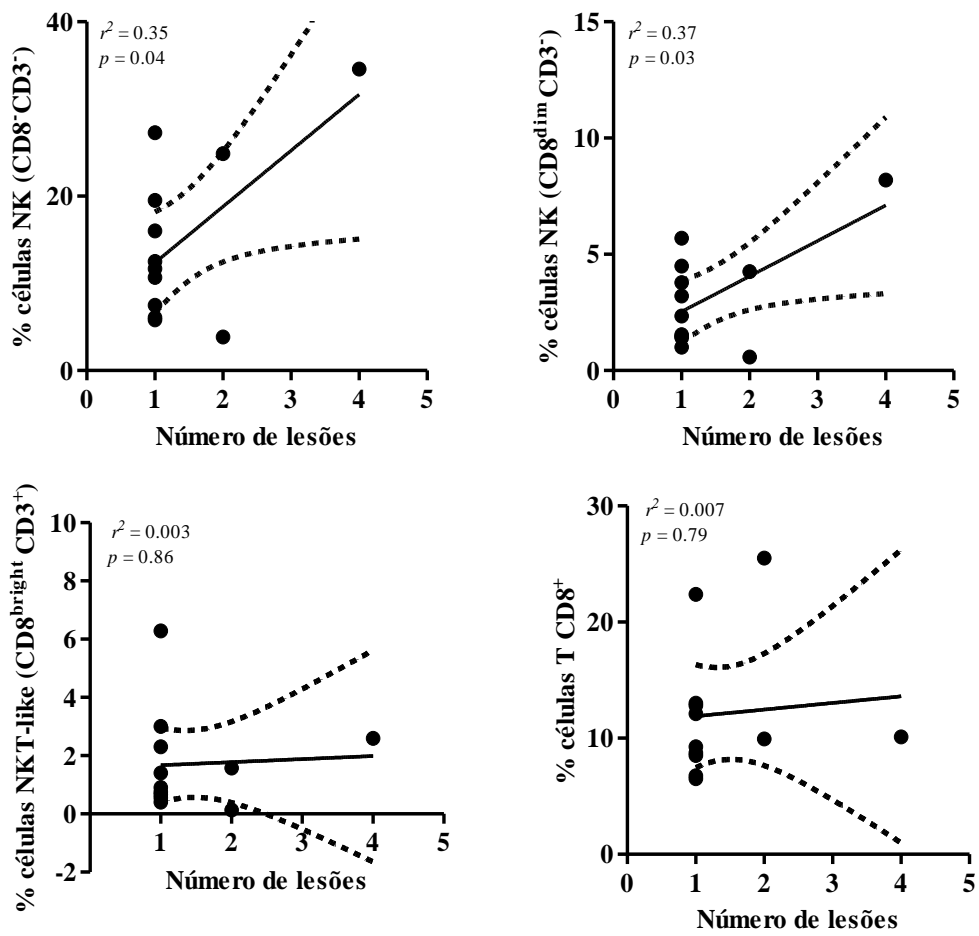 r² = 0.35
p = 0.04
% células NK (CD8⁻CD3⁻)
40
20
0
0 1 2 3 4 5
Número de lesões
r² = 0.37
p = 0.03
% células NK (CD8ᵈⁱᵐ CD3⁻)
15
10
5
0
0 1 2 3 4 5
Número de lesões
r² = 0.003
p = 0.86
% células NKT-like (CD8ᵇʳⁱᵍʰᵗ CD3⁺)
10
8
6
4
2
0
-2
1 2 3 4 5
Número de lesões
r² = 0.007
p = 0.79
% células T CD8⁺
30
20
10
0
0 1 2 3 4 5
Número de lesões